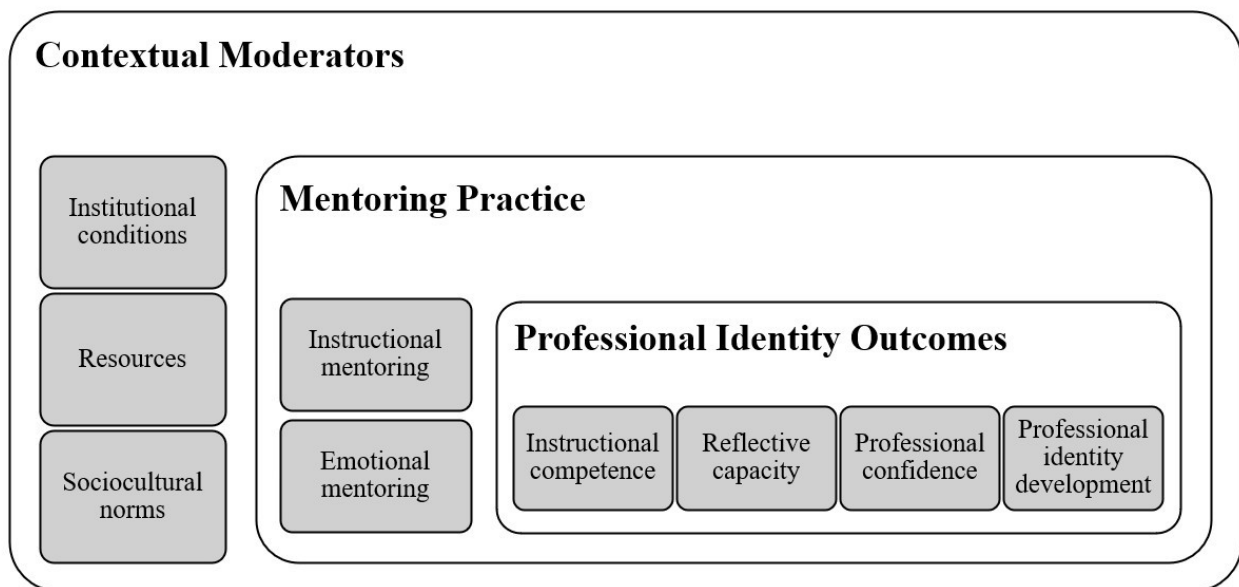 Contextual Moderators
Institutional
conditions
Resources
Sociocultural
norms
Mentoring Practice
Instructional
mentoring
Emotional
mentoring
Professional Identity Outcomes
Instructional
competence
Reflective
capacity
Professional
confidence
Professional
identity
development